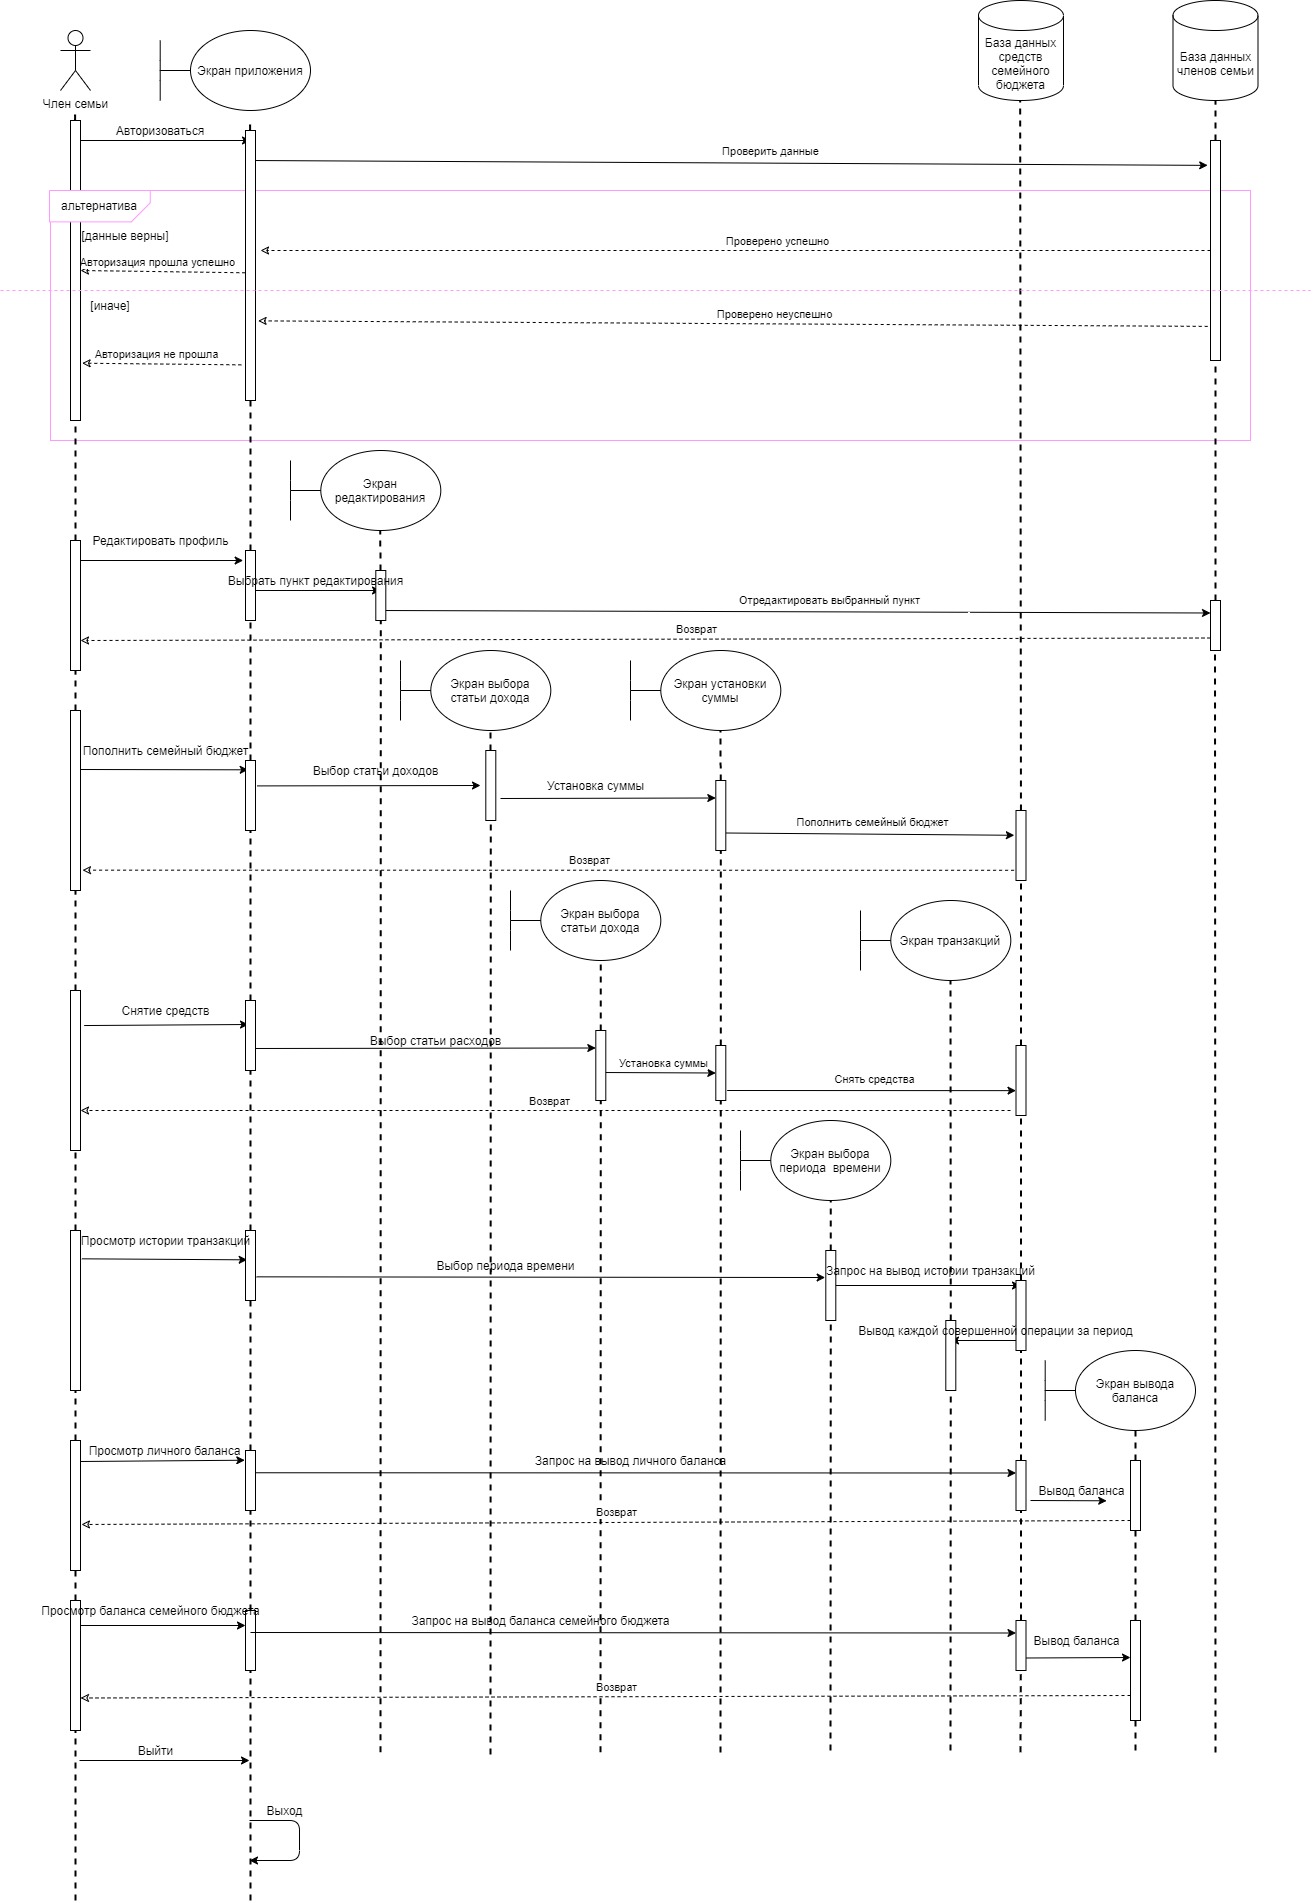 Член семьи
Экран приложения
База данных
средств
семейного
бюджета
База данных
членов семьи
Авторизоваться
Проверить данные
альтернатива
[данные верны]
Проверено успешно
Авторизация прошла успешно
[иначе]
Проверено неуспешно
Авторизация не прошла
Экран
редактирования
Редактировать профиль
Выбрать пункт редактирования
Отредактировать выбранный пункт
Возврат
Экран выбора
статьи дохода
Экран установки
суммы
Пополнить семейный бюджет
Выбор статьи доходов
Установка суммы
Пополнить семейный бюджет
Возврат
Экран выбора
статьи дохода
Экран транзакций
Снятие средств
Выбор статьи расходов
Установка суммы
Снять средства
Возврат
Экран выбора
периода времени
Просмотр истории транзакций
Выбор периода времени
Запрос на вывод истории транзакций
Вывод каждой совершенной операции за период
Экран вывода
баланса
Просмотр личного баланса
Запрос на вывод личного баланса
Вывод баланса
Возврат
Просмотр баланса семейного бюджета
Запрос на вывод баланса семейного бюджета
Вывод баланса
Возврат
Выйти
Выход